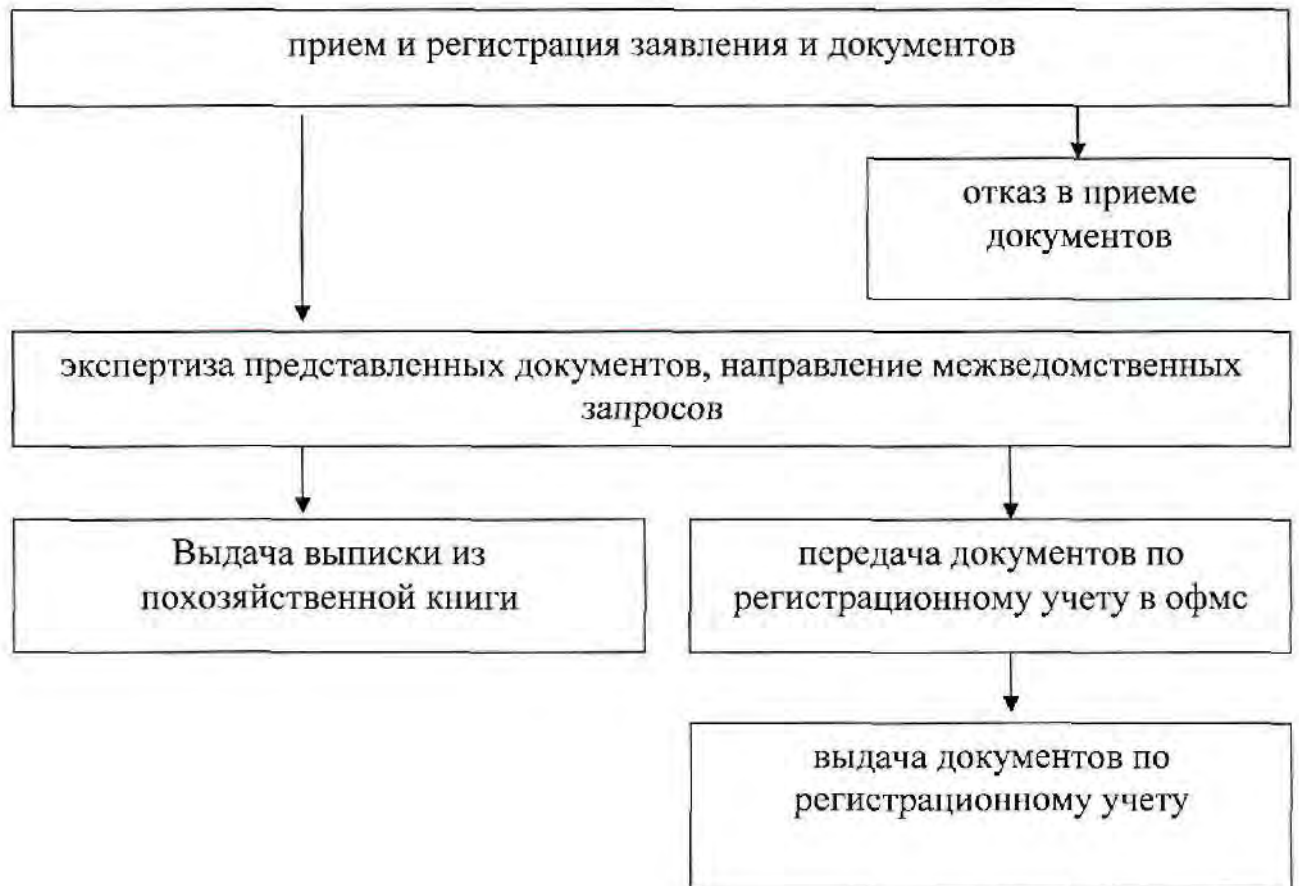 прием и регистрация заявления и документов
отказ в приеме
документов
экспертиза представленных документов, направление межведомственных
запросов
Выдача выписки из
похозяйственной книги
передача документов по
регистрационному учету в офмс
выдача документов по
регистрационному учету